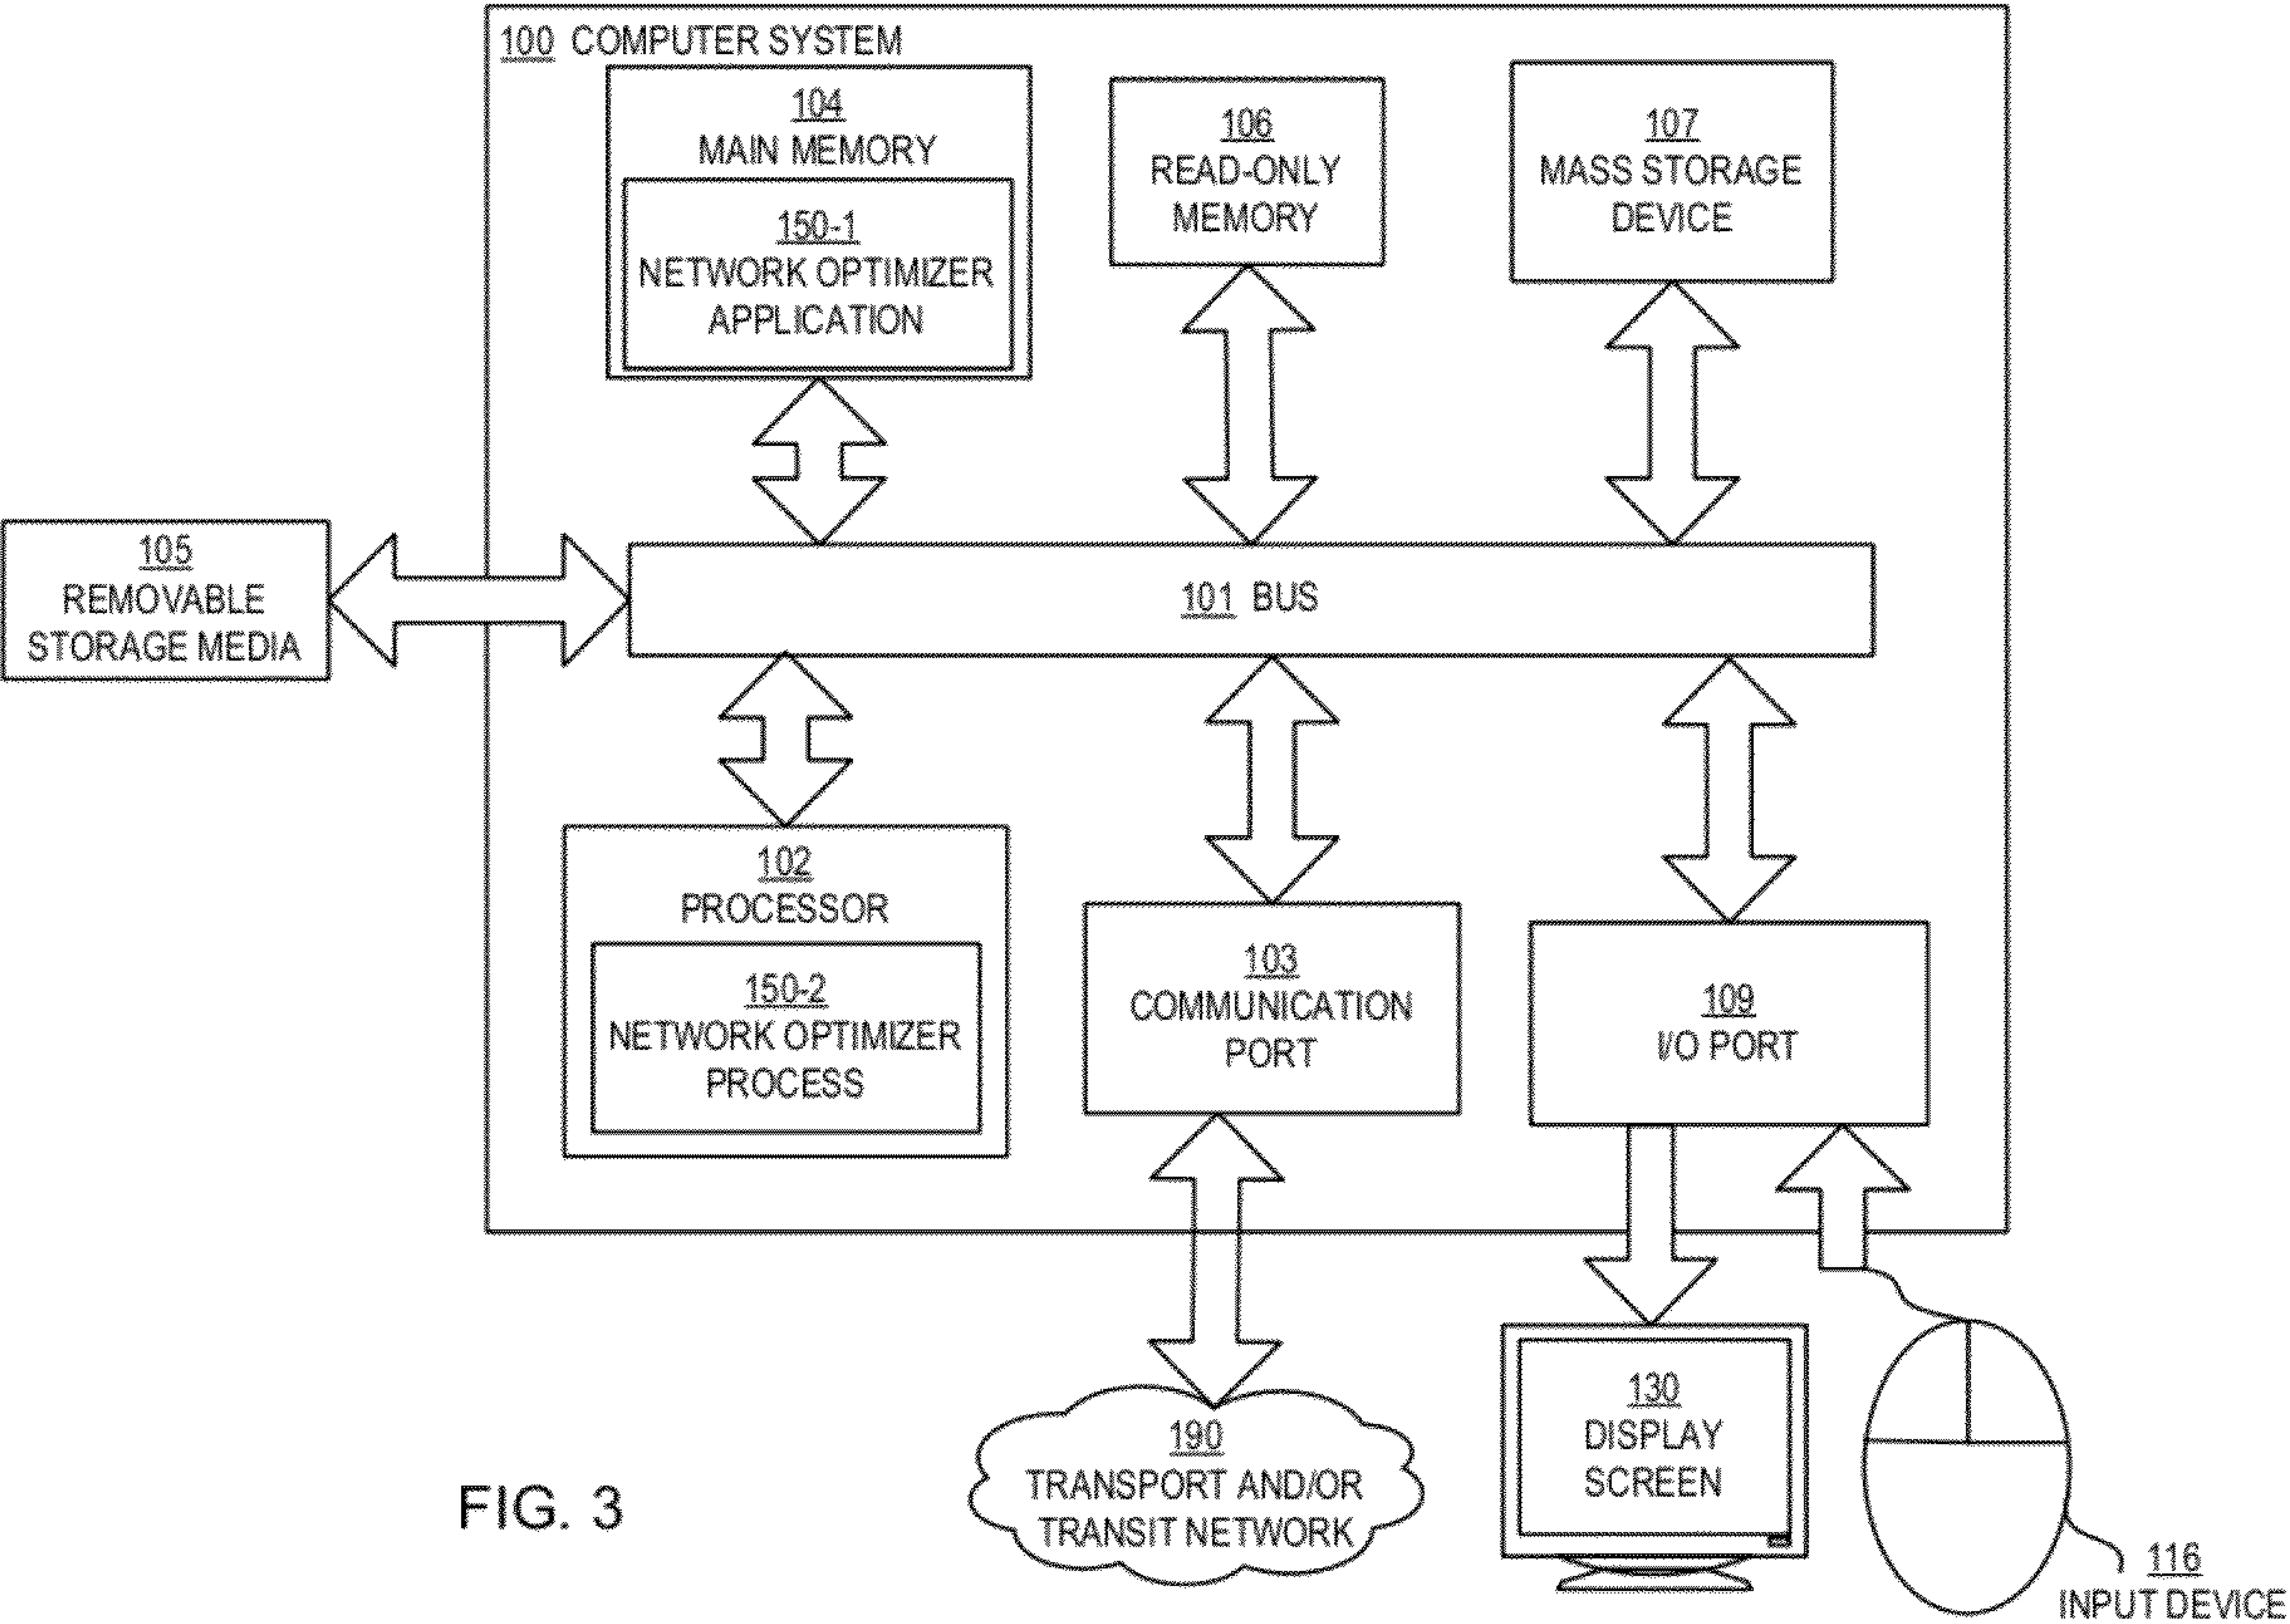 100 COMPUTER SYSTEM
104
MAIN MEMORY
150-1
NETWORK OPTIMIZER
APPLICATION
106
READ-ONLY
MEMORY
107
MASS STORAGE
DEVICE
105
REMOVABLE
STORAGE MEDIA
101 BUS
102
PROCESSOR
150-2
NETWORK OPTIMIZER
PROCESS
103
COMMUNICATION
PORT
109
I/O PORT
190
TRANSPORT AND/OR
TRANSIT NETWORK
130
DISPLAY
SCREEN
116
INPUT DEVICE
FIG. 3